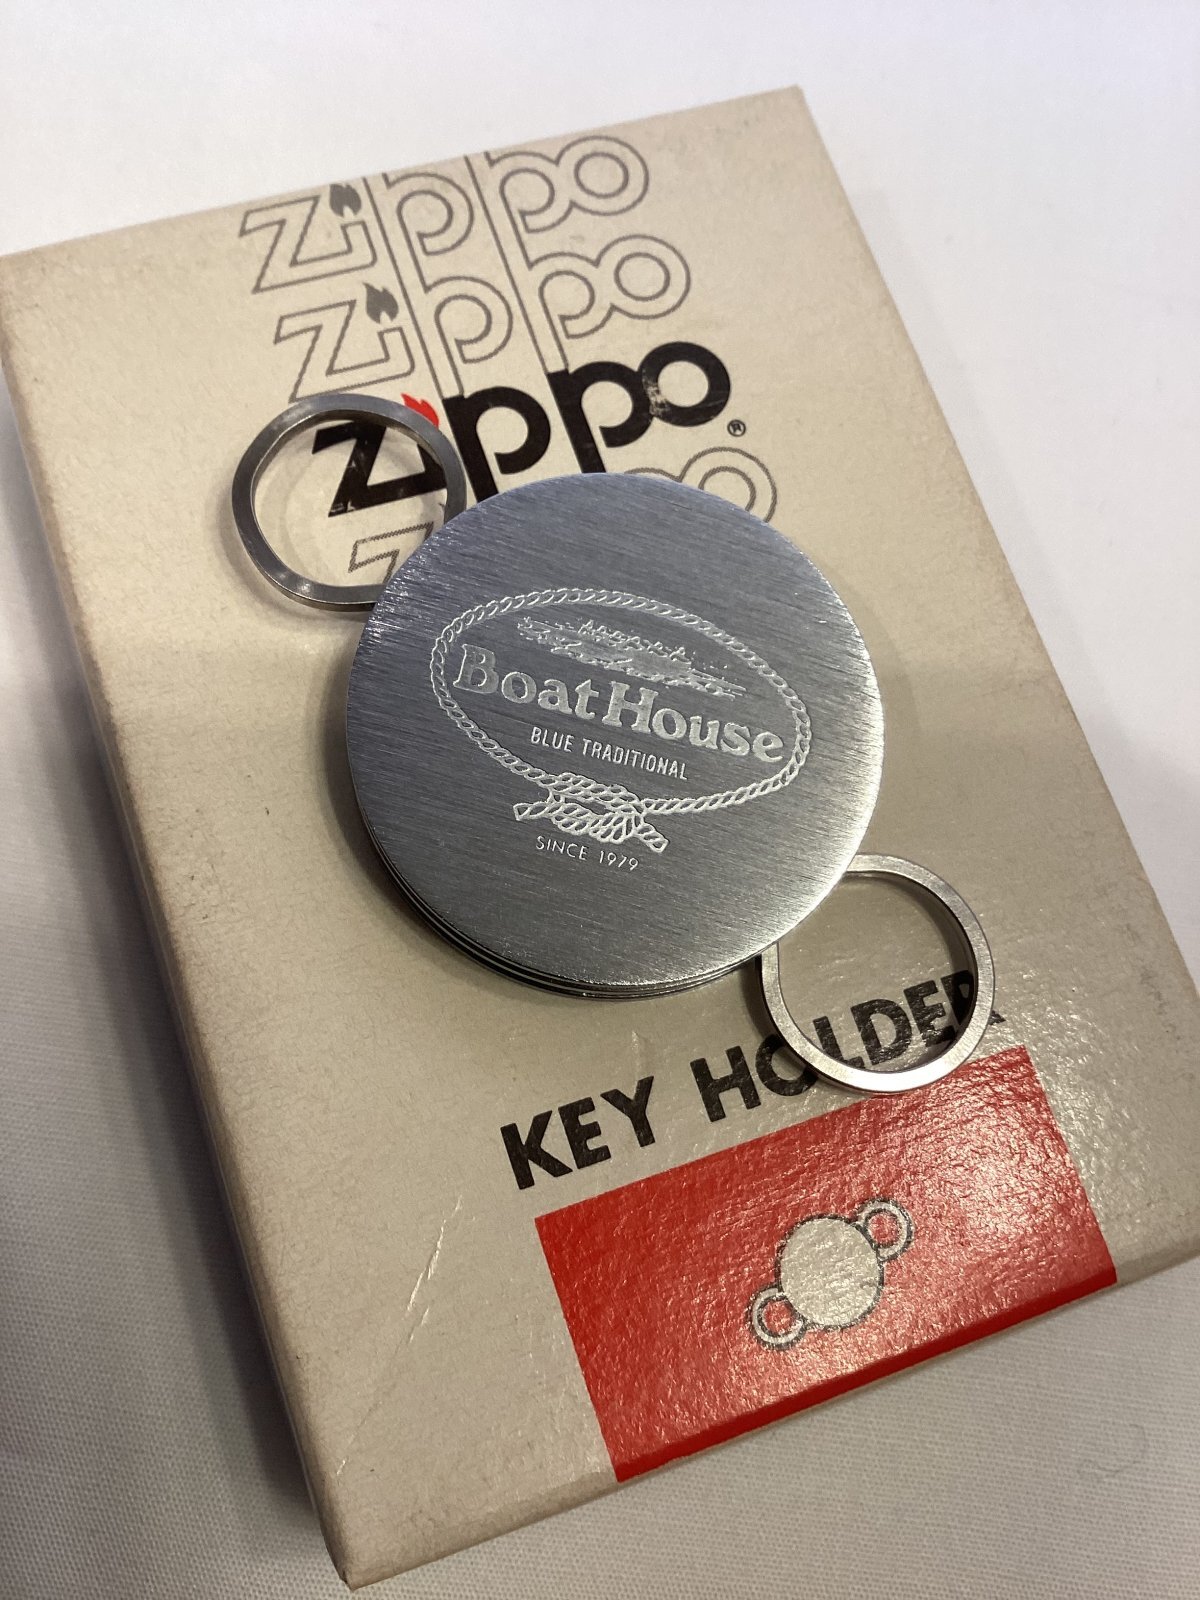 Zippo
Zippo
Zippo®
BoatHouse
BLUE TRADITIONAL
SINCE 1979
KEY HOLDER